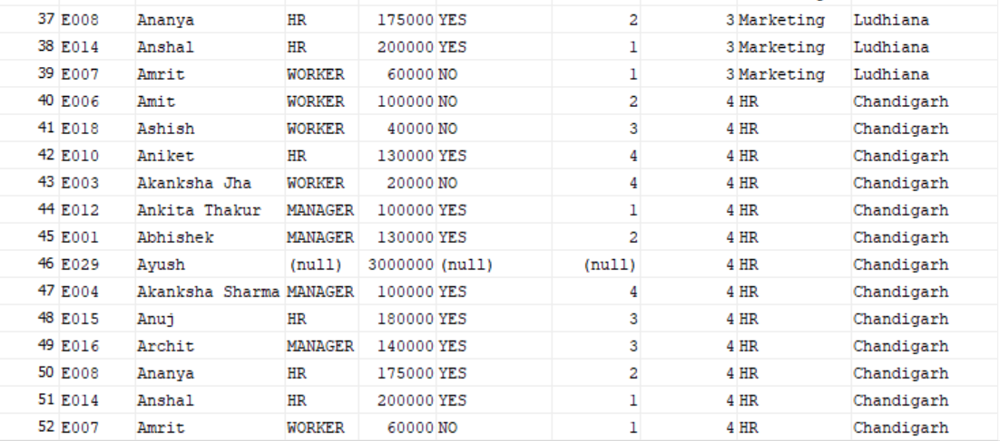 37 E008 Ananya HR 175000 YES 2 3 Marketing Ludhiana
38 E014 Anshal HR 200000 YES 1 3 Marketing Ludhiana
39 E007 Amrit WORKER 60000 NO 1 3 Marketing Ludhiana
40 E006 Amit WORKER 100000 NO 2 4 HR Chandigarh
41 E018 Ashish WORKER 40000 NO 3 4 HR Chandigarh
42 E010 Aniket HR 130000 YES 4 4 HR Chandigarh
43 E003 Akanksha Jha WORKER 20000 NO 4 4 HR Chandigarh
44 E012 Ankita Thakur MANAGER 100000 YES 1 4 HR Chandigarh
45 E001 Abhishek MANAGER 130000 YES 2 4 HR Chandigarh
46 E029 Ayush (null) 3000000 (null) (null) 4 HR Chandigarh
47 E004 Akanksha Sharma MANAGER 100000 YES 4 4 HR Chandigarh
48 E015 Anuj HR 180000 YES 3 4 HR Chandigarh
49 E016 Archit MANAGER 140000 YES 3 4 HR Chandigarh
50 E008 Ananya HR 175000 YES 2 4 HR Chandigarh
51 E014 Anshal HR 200000 YES 1 4 HR Chandigarh
52 E007 Amrit WORKER 60000 NO 1 4 HR Chandigarh